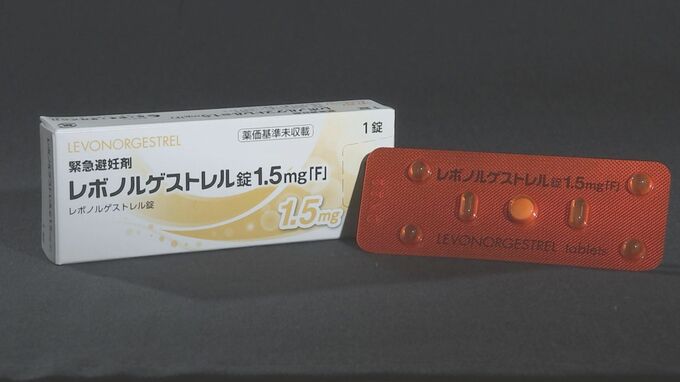 LEVONORGESTREL
薬価基準未収載
1錠
緊急避妊剤
レボノルゲストレル錠1.5mg「F」
レボノルゲストレル錠
1.5mg
レボノルゲストレル錠1.5mg「F」
LEVONORGESTREL tablets